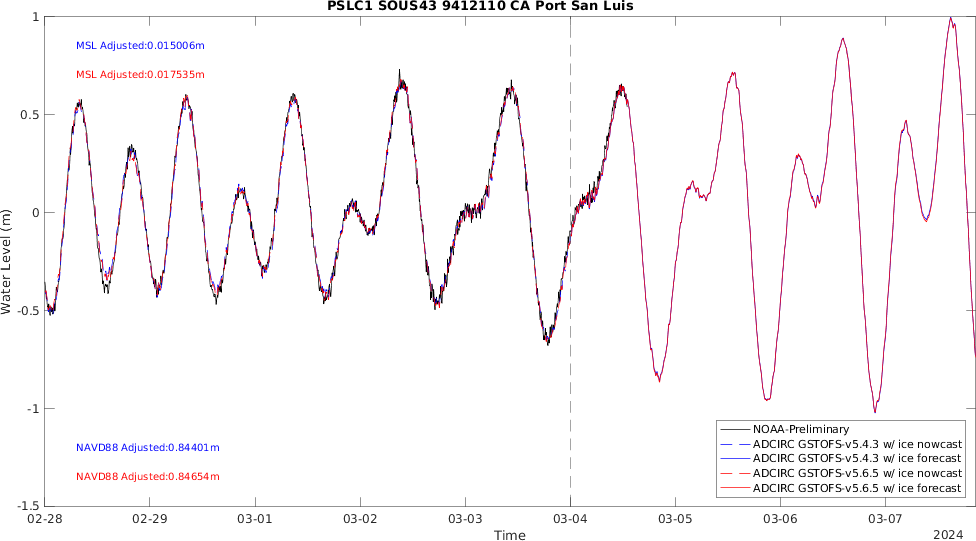 PSLC1 SOUS43 9412110 CA Port San Luis
MSL Adjusted:0.015006m
MSL Adjusted:0.017535m
NAVD88 Adjusted:0.84401m
NAVD88 Adjusted:0.84654m
Water Level (m)
1
0.5
0
-0.5
-1
-1.5
NOAA-Preliminary
ADCIRC GSTOFS-v5.4.3 w/ ice nowcast
ADCIRC GSTOFS-v5.4.3 w/ ice forecast
ADCIRC GSTOFS-v5.6.5 w/ ice nowcast
ADCIRC GSTOFS-v5.6.5 w/ ice forecast
02-28 02-29 03-01 03-02 03-03 03-04 03-05 03-06 03-07
Time
2024